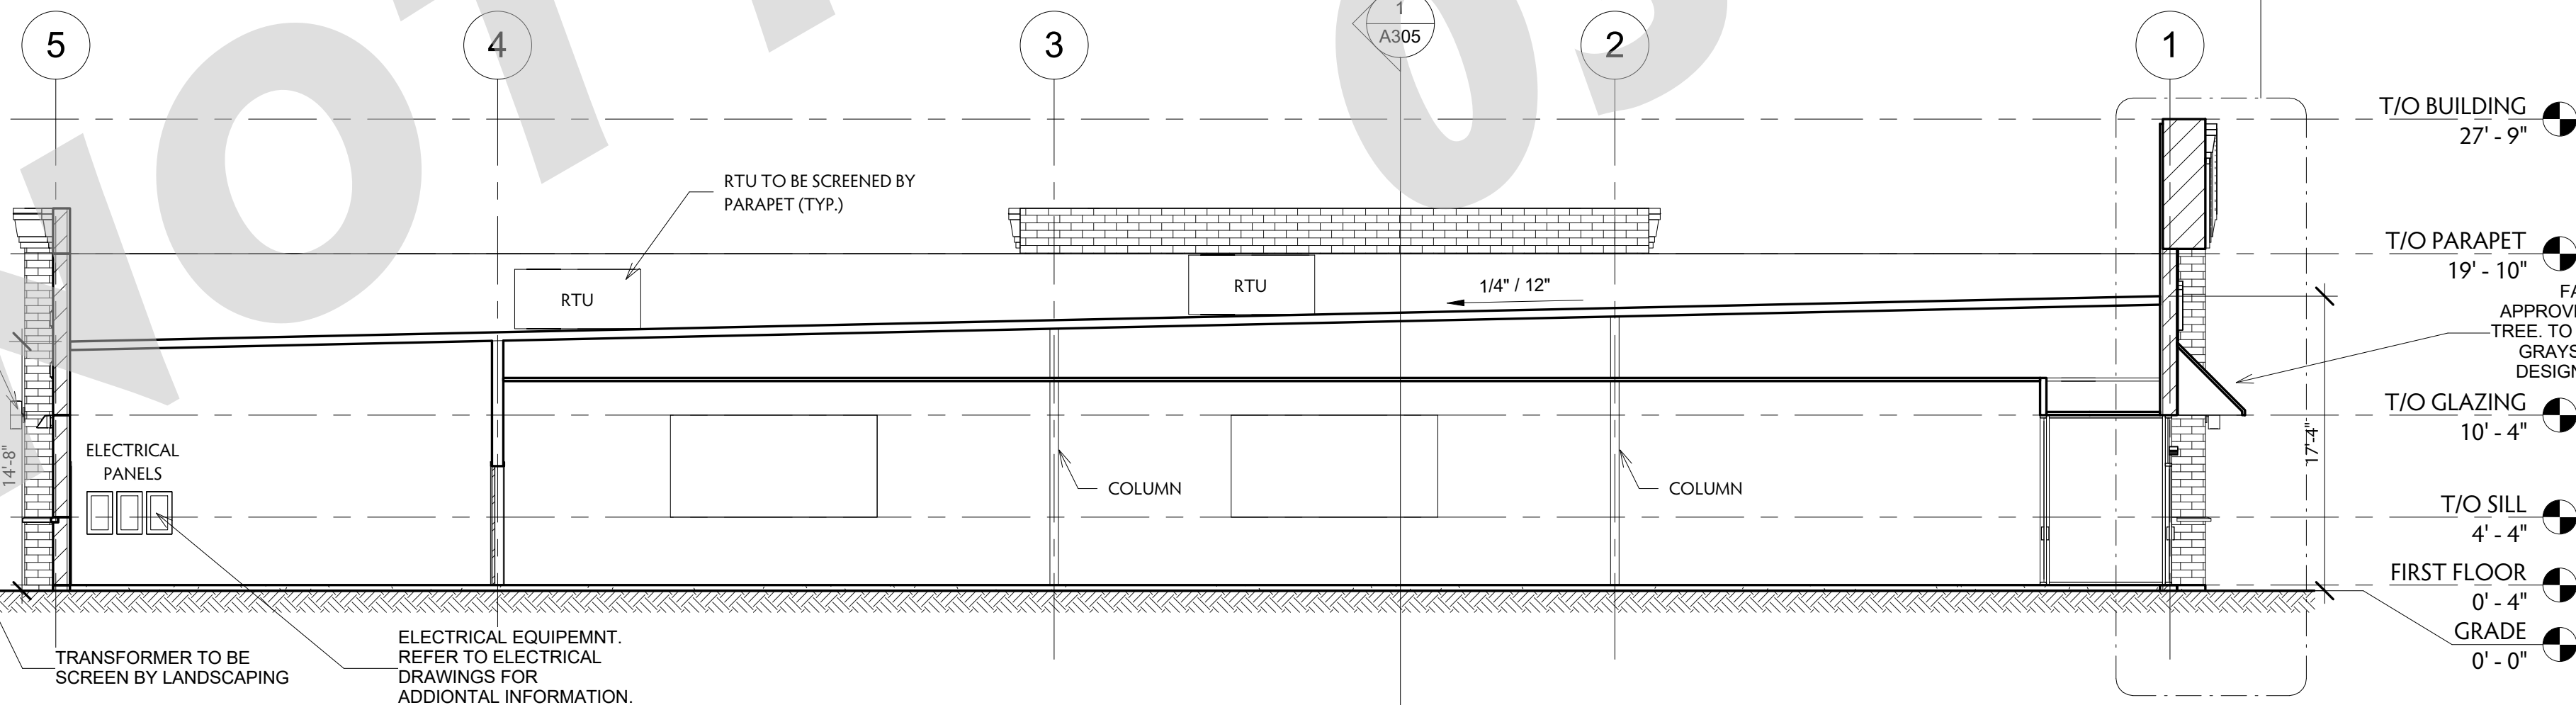 5
4
3
1
A305
2
1
T/O BUILDING
27' - 9"
RTU TO BE SCREENED BY
PARAPET (TYP.)
T/O PARAPET
19' - 10"
RTU
RTU
1/4" / 12"
APPROV
TREE. TO
GRAYS
DESIGN
T/O GLAZING
10' - 4"
17'-4"
14'-8"
ELECTRICAL
PANELS
COLUMN
COLUMN
T/O SILL
4' - 4"
FIRST FLOOR
0' - 4"
GRADE
0' - 0"
TRANSFORMER TO BE
SCREEN BY LANDSCAPING
ELECTRICAL EQUIPEMNT.
REFER TO ELECTRICAL
DRAWINGS FOR
ADDIONTAL INFORMATION.
NOT